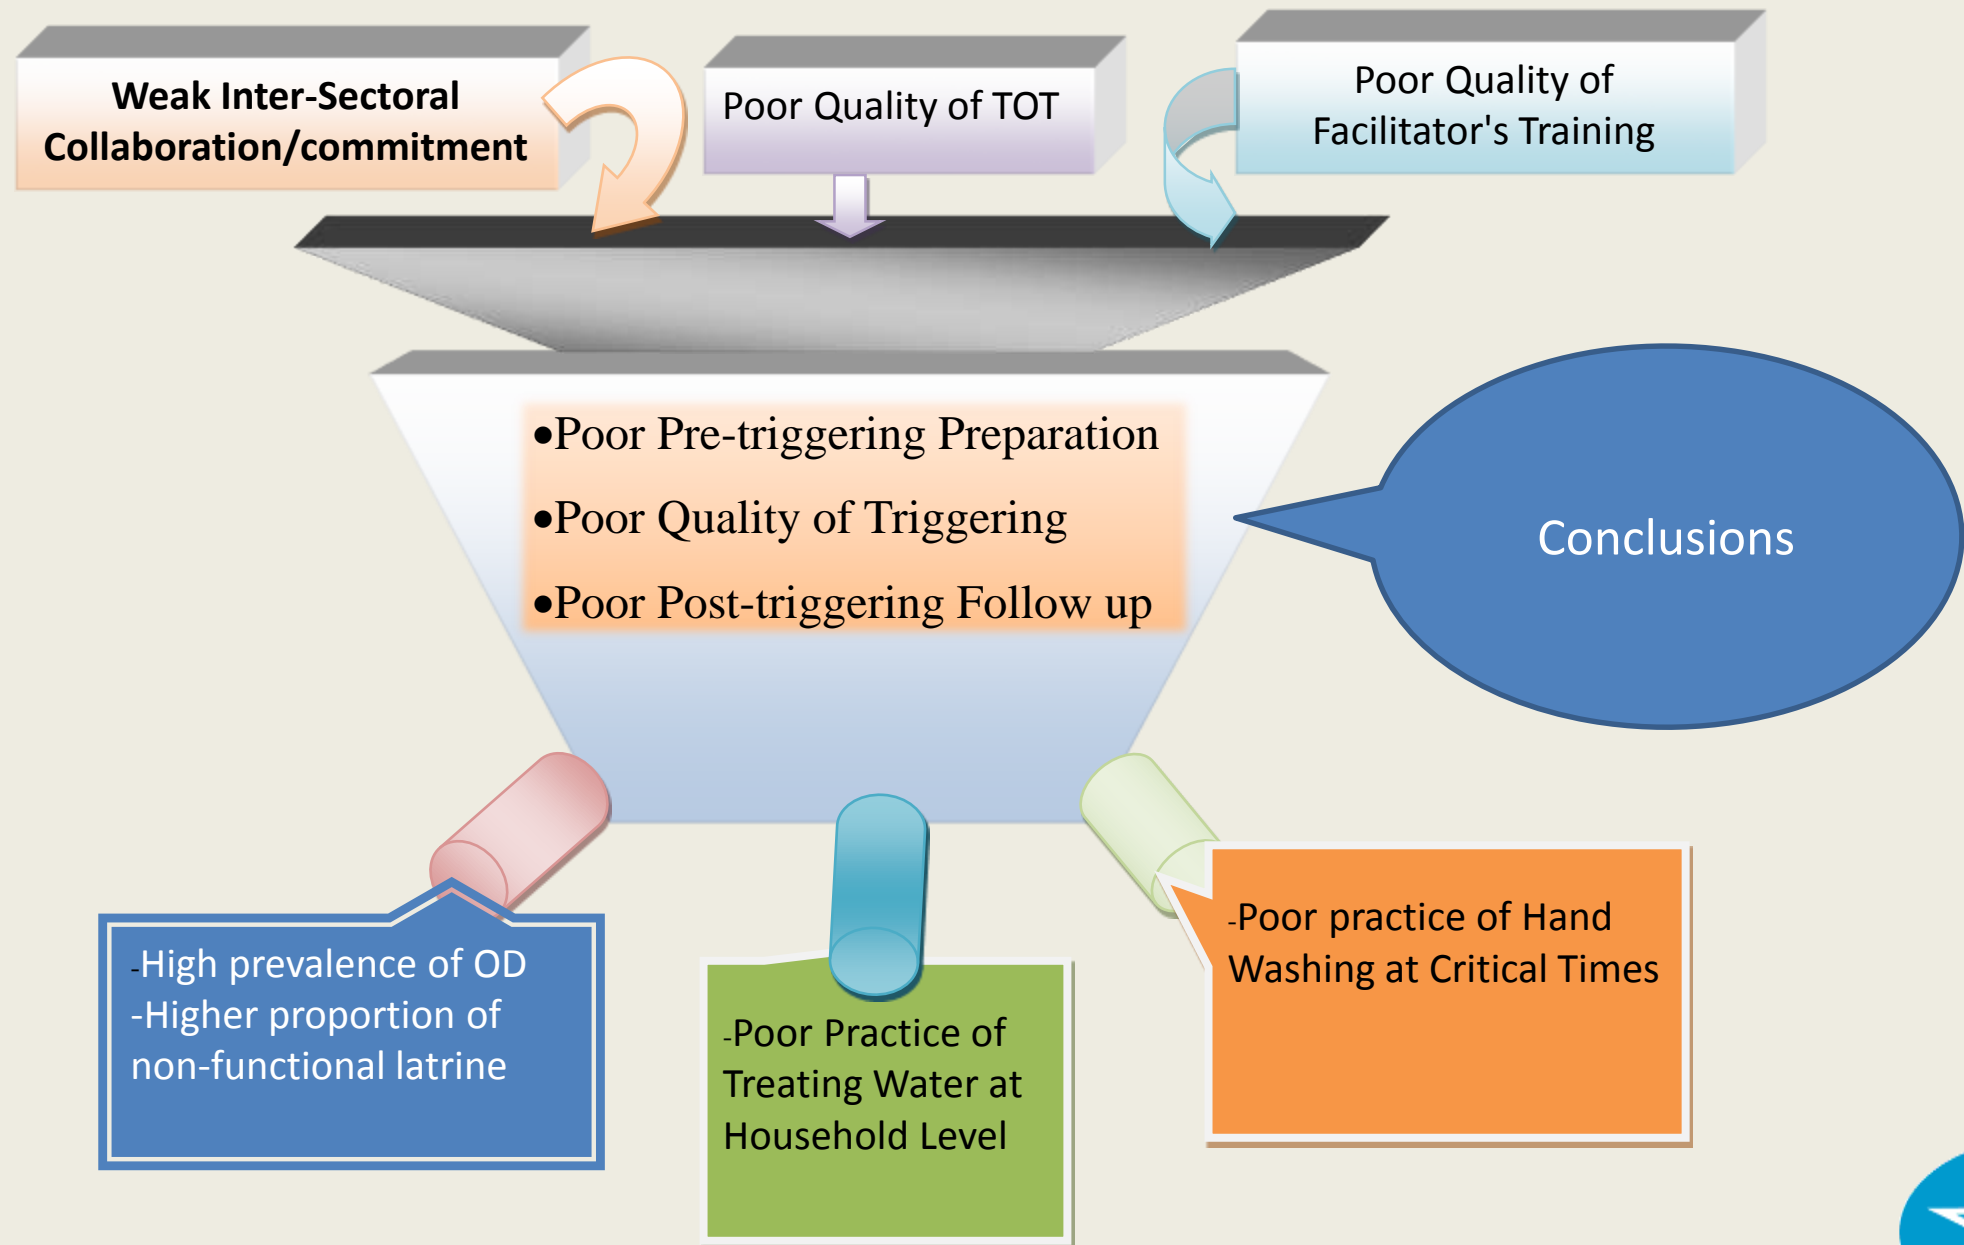 Weak Inter-Sectoral
Collaboration/commitment
Poor Quality of TOT
Poor Quality of
Facilitator's Training
•Poor Pre-triggering Preparation
•Poor Quality of Triggering
•Poor Post-triggering Follow up
Conclusions
-High prevalence of OD
-Higher proportion of
non-functional latrine
-Poor Practice of
Treating Water at
Household Level
-Poor practice of Hand
Washing at Critical Times